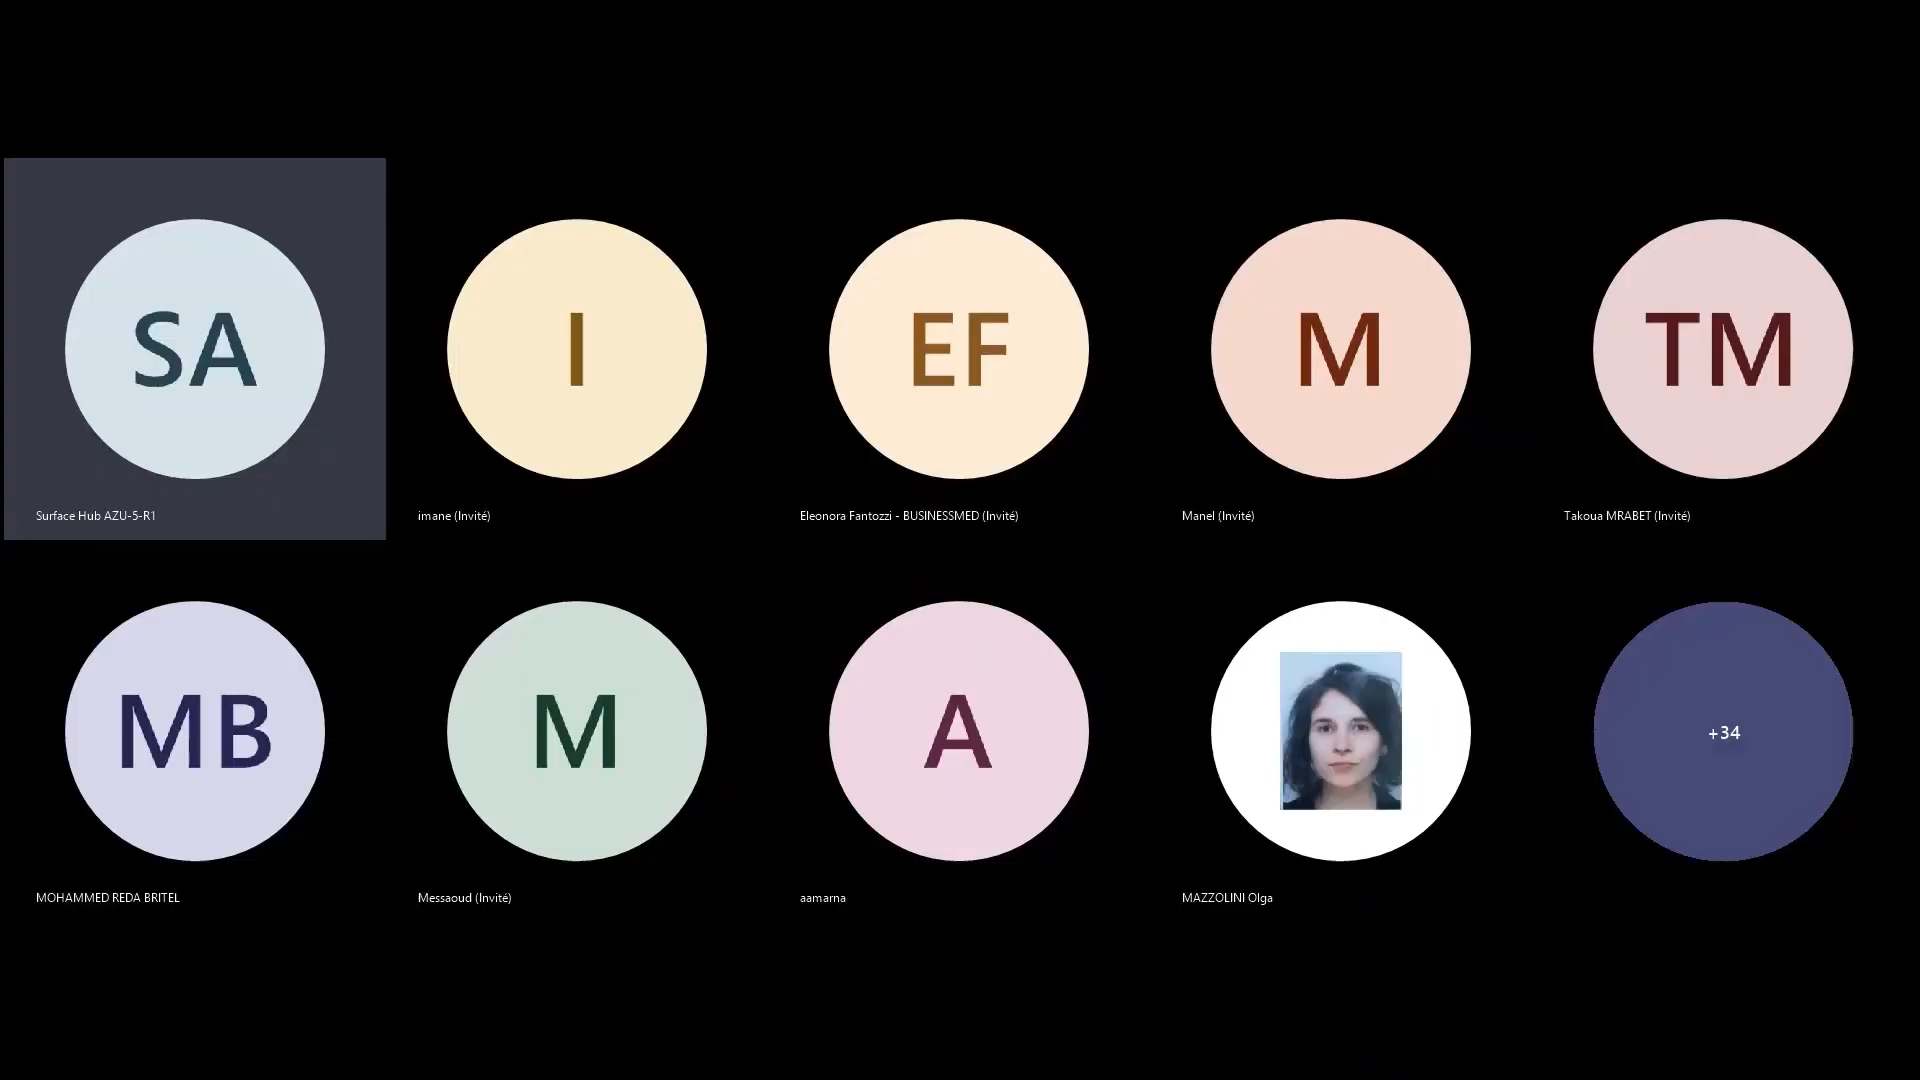 SA
I
EF
M
TM
Surface Hub AZU-5-R1
imane (Invité)
Eleonora Fantozzi - BUSINESSMED (Invité)
Manel (Invité)
Takoua MRABET (Invité)
MB
M
A
+34
MOHAMMED REDA BRITEL
Messaoud (Invité)
aamarna
MAZZOLINI Olga